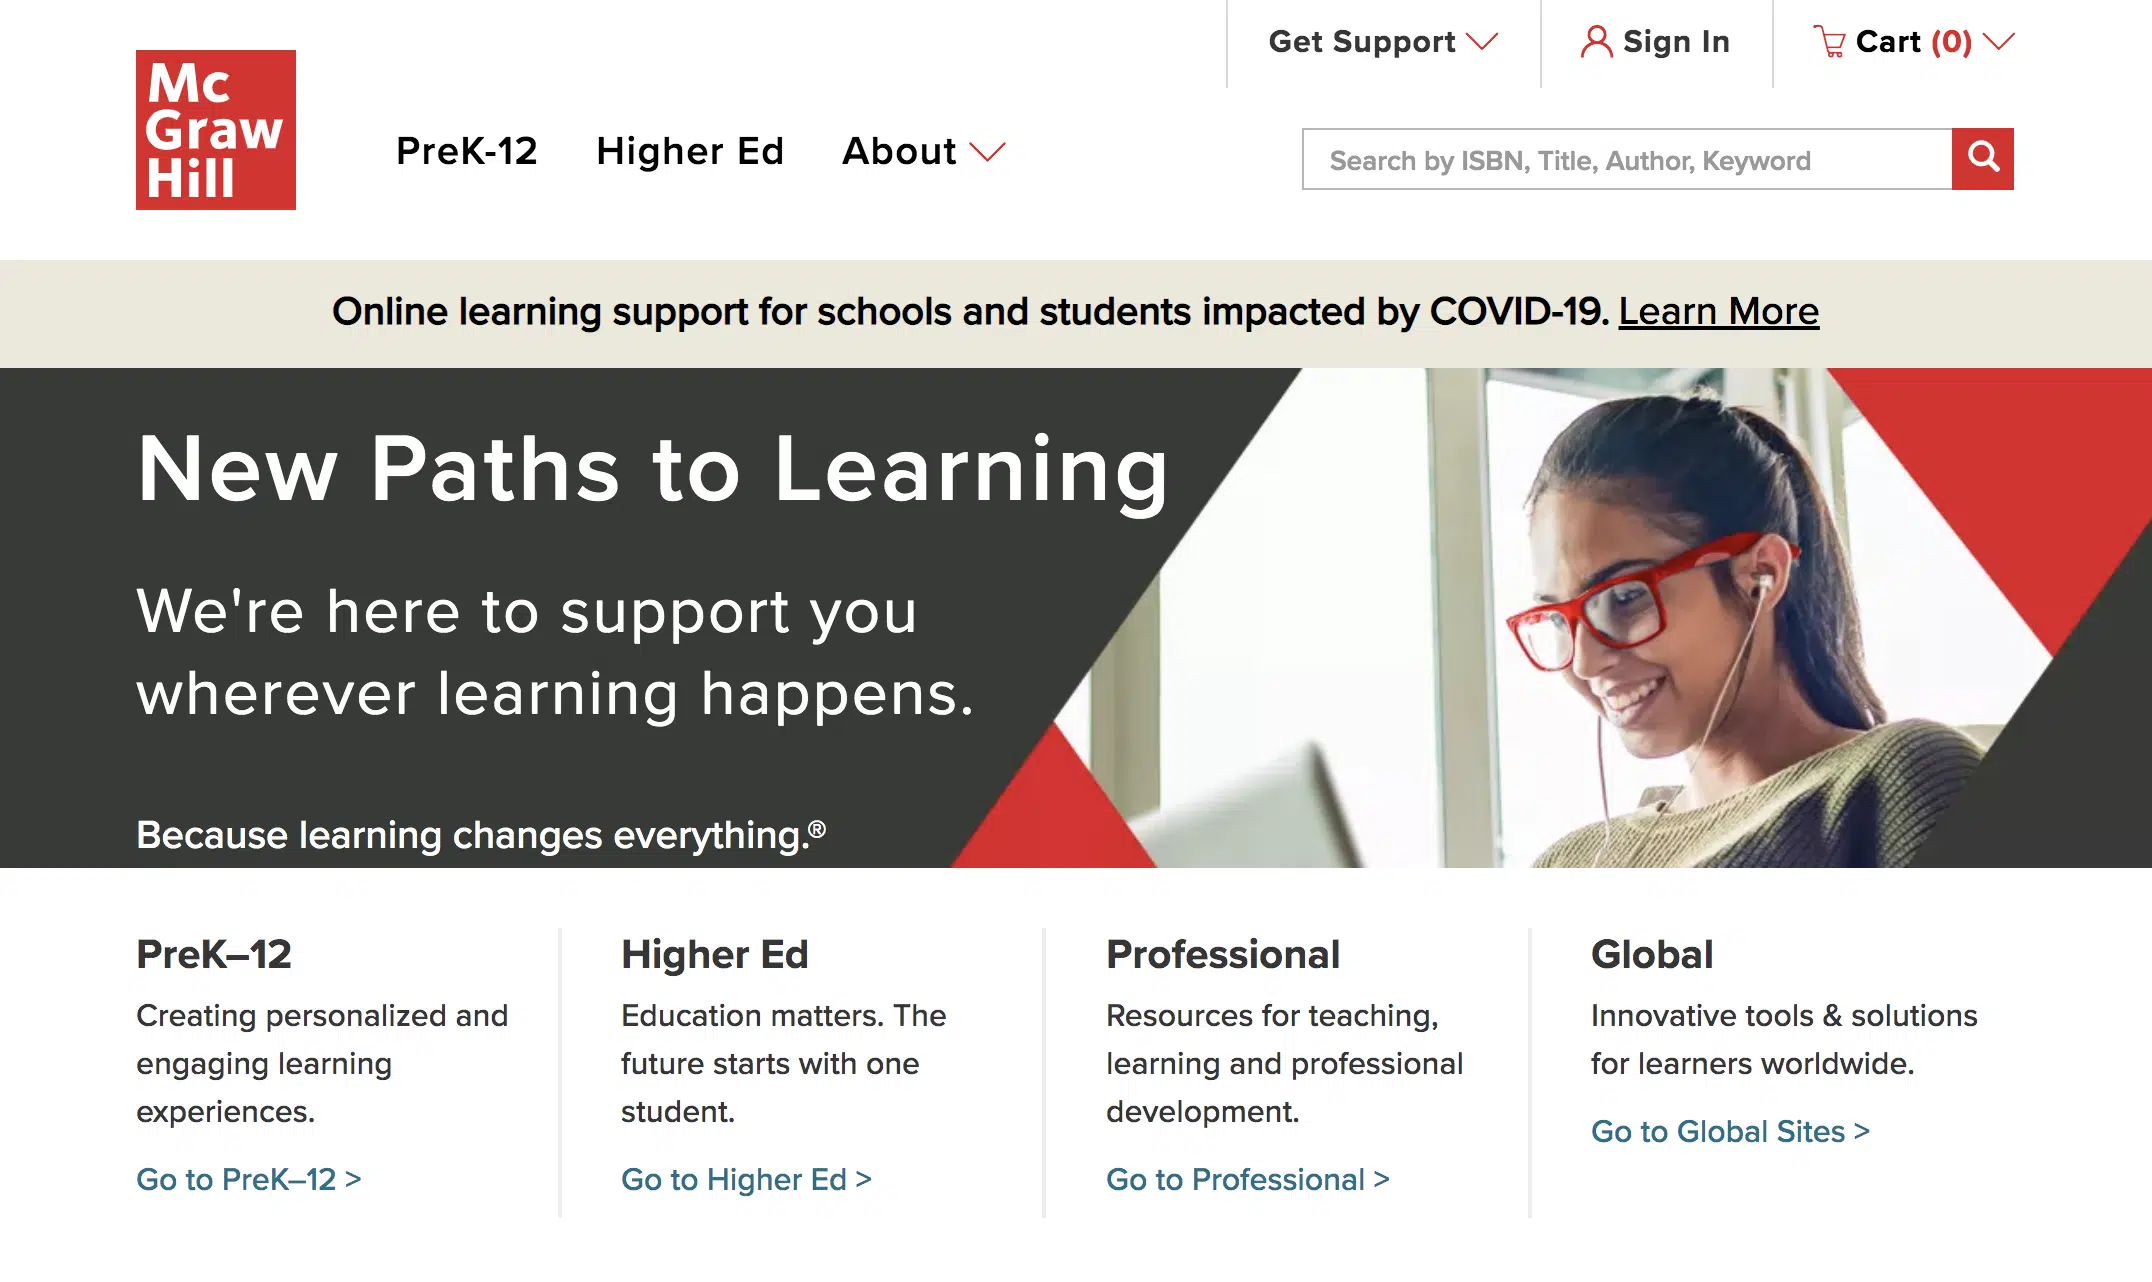 Get Support
Sign In
Cart (0)
Mc
Graw
Hill
PreK-12
Higher Ed
About
Search by ISBN, Title, Author, Keyword
Online learning support for schools and students impacted by COVID-19. Learn More
New Paths to Learning
We're here to support you
wherever learning happens.
Because learning changes everything.®
PreK–12
Creating personalized and
engaging learning
experiences.
Go to PreK–12 >
Higher Ed
Education matters. The
future starts with one
student.
Go to Higher Ed >
Professional
Resources for teaching,
learning and professional
development.
Go to Professional >
Global
Innovative tools & solutions
for learners worldwide.
Go to Global Sites >